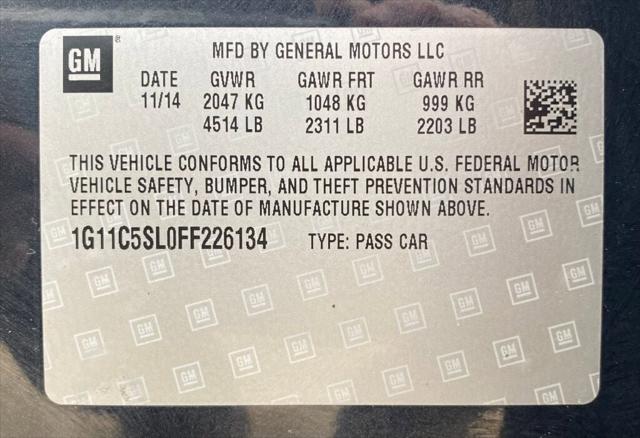 GM
MFD BY GENERAL MOTORS LLC
DATE GVWR GAWR FRT GAWR RR
11/14 2047 KG 1048 KG 999 KG
4514 LB 2311 LB 2203 LB
THIS VEHICLE CONFORMS TO ALL APPLICABLE U.S. FEDERAL MOTOR
VEHICLE SAFETY, BUMPER, AND THEFT PREVENTION STANDARDS IN
EFFECT ON THE DATE OF MANUFACTURE SHOWN ABOVE.
1G11C5SL0FF226134 TYPE: PASS CAR